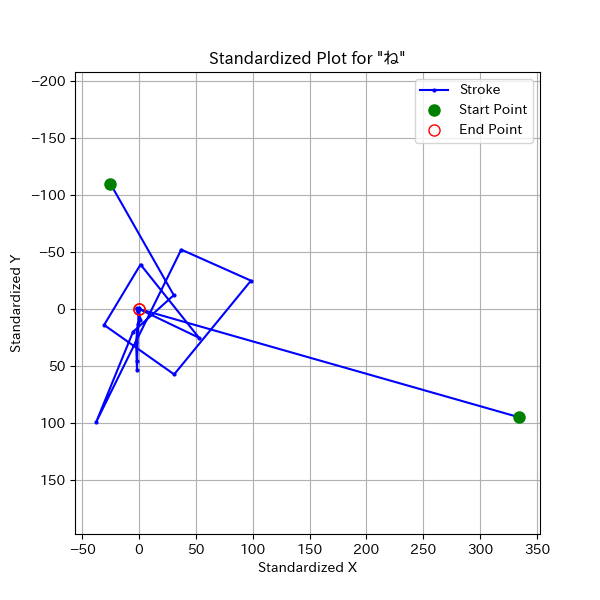 Standardized Plot for "ね"
Stroke
Start Point
End Point
−200
−150
−100
−50
0
50
100
150
Standardized Y
−50 0 50 100 150 200 250 300 350
Standardized X